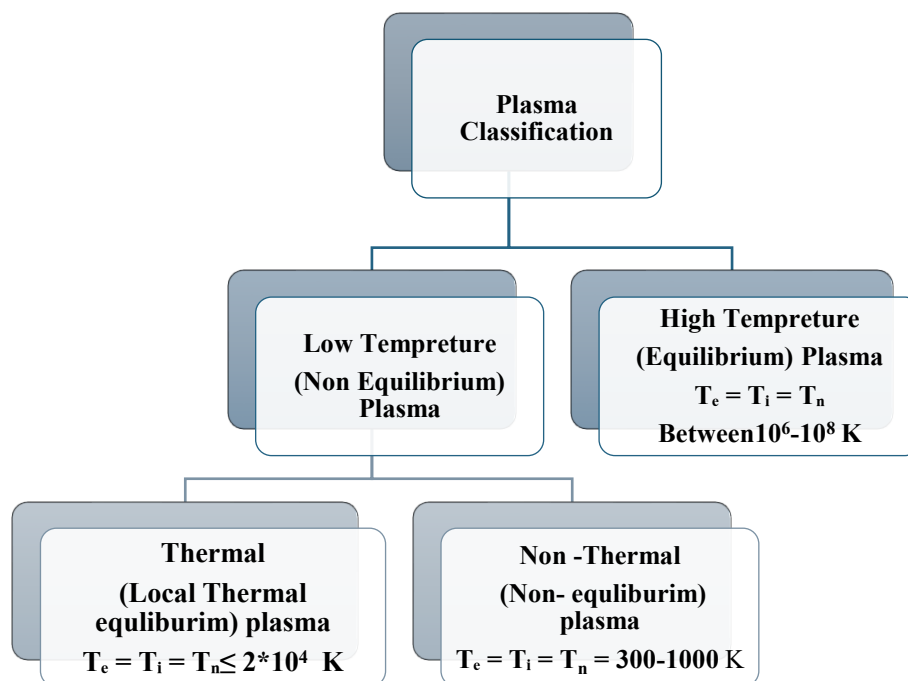 Plasma
Classification
Low Tempreture
(Non Equilibrium)
Plasma
High Tempreture
(Equilibrium) Plasma
Tₑ = Tᵢ = Tₙ
Between10⁶-10⁸ K
Thermal
(Local Thermal
equliburim) plasma
Tₑ = Tᵢ = Tₙ≤ 2*10⁴ K
Non -Thermal
(Non- equliburim)
plasma
Tₑ = Tᵢ = Tₙ = 300-1000 K